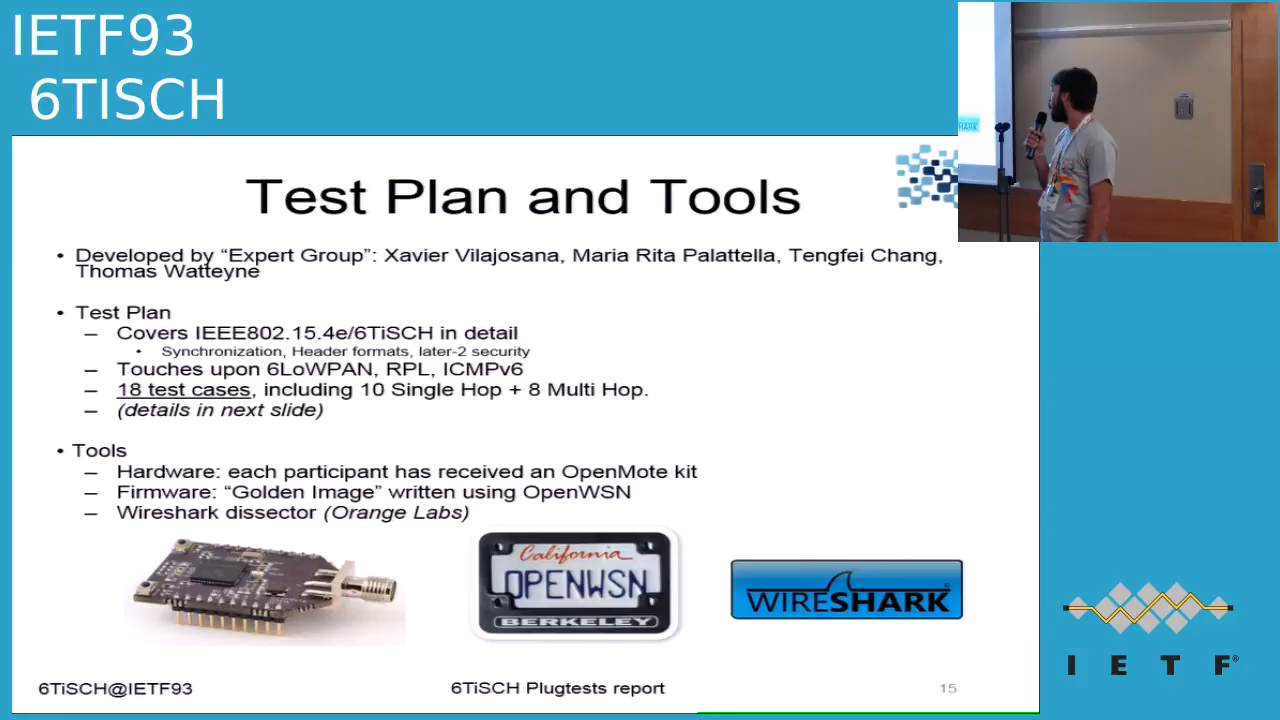 IETF93
6TISCH
HARK
Test Plan and Tools
• Developed by “Expert Group”: Xavier Vilajosana, Maria Rita Palattella, Tengfei Chang,
Thomas Watteyne
• Test Plan
– Covers IEEE802.15.4e/6TiSCH in detail
• Synchronization, Header formats, later-2 security
– Touches upon 6LoWPAN, RPL, ICMPv6
– 18 test cases, including 10 Single Hop + 8 Multi Hop.
– (details in next slide)
• Tools
– Hardware: each participant has received an OpenMote kit
– Firmware: “Golden Image” written using OpenWSN
– Wireshark dissector (Orange Labs)
California
OPENWSN
BERKELEY
WIRESHARK®
IETF®
6TiSCH@IETF93
6TiSCH Plugtests report
15